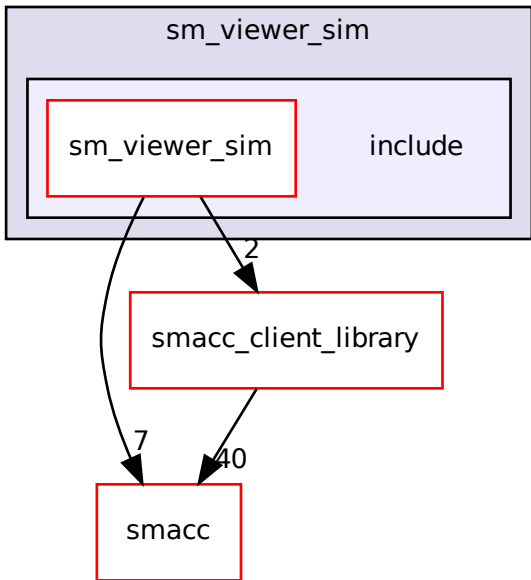 sm_viewer_sim
sm_viewer_sim
include
2
smacc_client_library
7
40
smacc